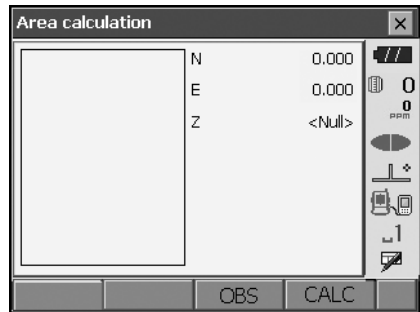 Area calculation
N 0.000
E 0.000
Z <Null>
0
0
PPM
1
OBS CALC